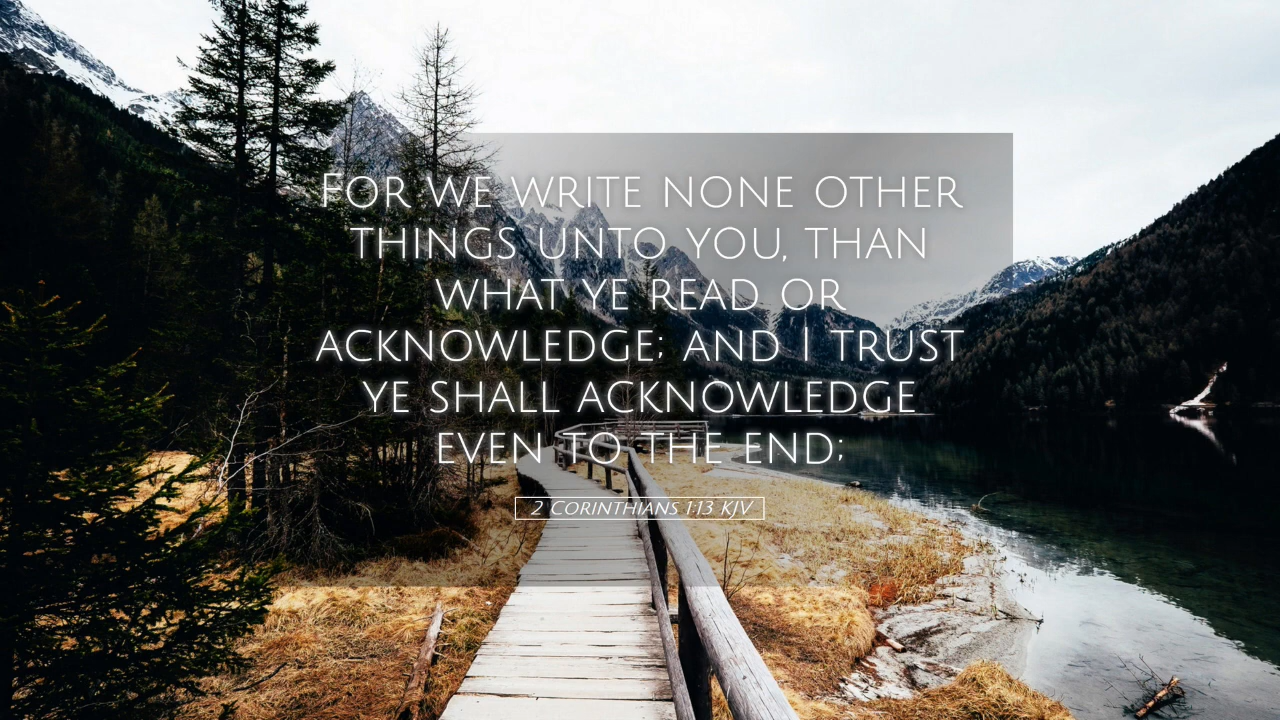 For we write none other
things unto you, than
what ye read or
acknowledge; and I trust
ye shall acknowledge
even to the end;
2 Corinthians 1:13 KJV